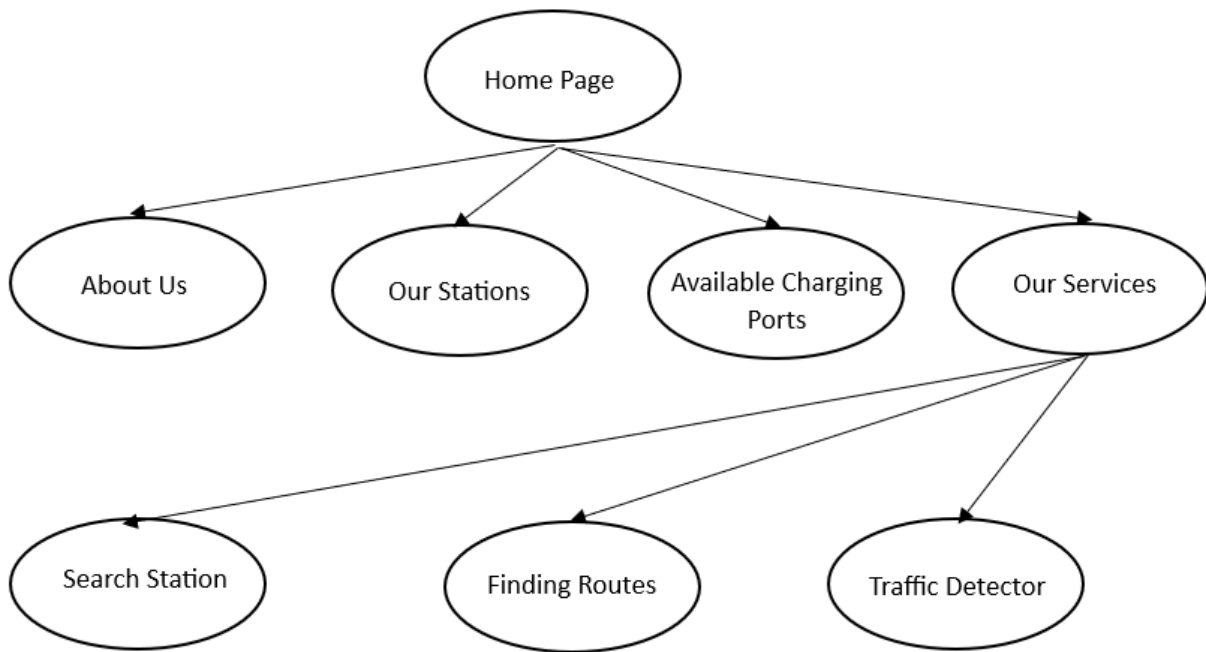 Home Page
About Us
Our Stations
Available Charging
Ports
Our Services
Search Station
Finding Routes
Traffic Detector